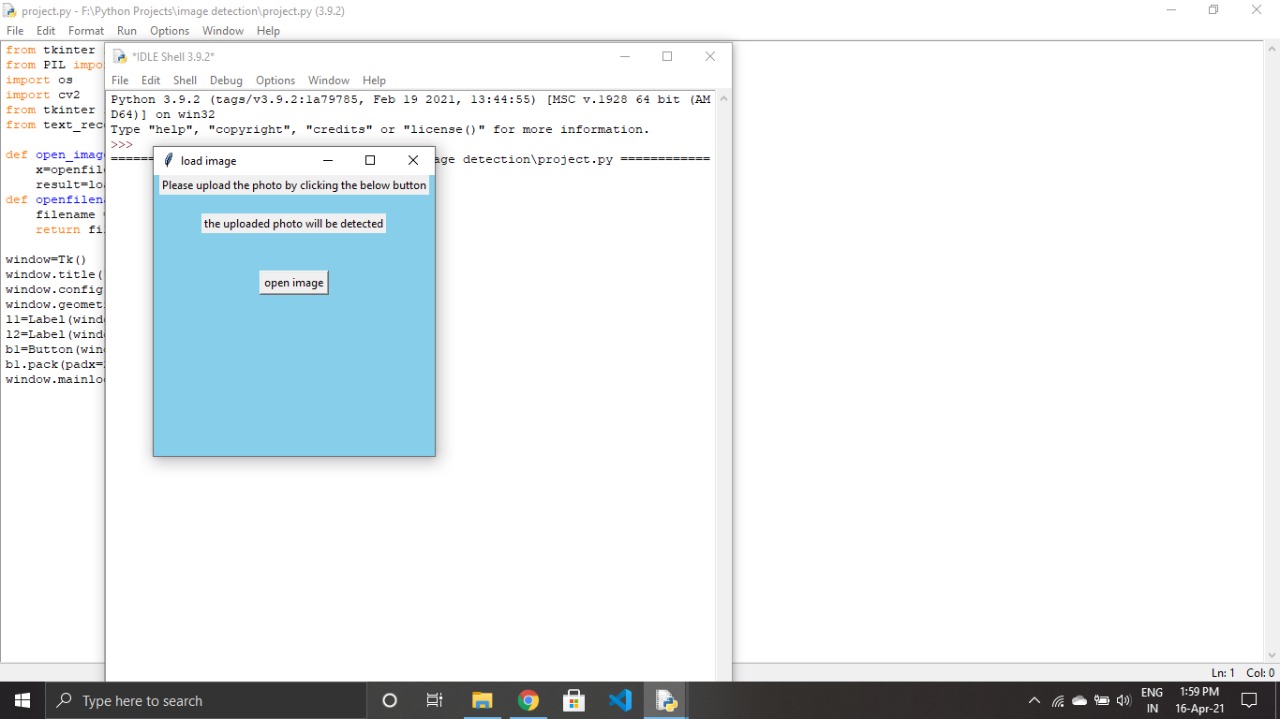 project.py - F:\Python Projects\image detection\project.py (3.9.2)
File Edit Format Run Options Window Help
from tkinter
from PIL impo
import os
import cv2
from tkinter
from text_rec
def open_imag
x=openfil
result=lo
def openfilen
filename
return fi
window=Tk()
window.title(
window.config
window.geomet
l1=Label(wind
l2=Label(wind
b1=Button(win
b1.pack(padx=
window.mainlo
*IDLE Shell 3.9.2*
File Edit Shell Debug Options Window Help
Python 3.9.2 (tags/v3.9.2:1a79785, Feb 19 2021, 13:44:55) [MSC v.1928 64 bit (AM
D64)] on win32
Type "help", "copyright", "credits" or "license()" for more information.
>>>
====== age detection\project.py ============
load image
Please upload the photo by clicking the below button
the uploaded photo will be detected
open image
Ln: 1 Col: 0
Type here to search
ENG
IN
1:59 PM
16-Apr-21